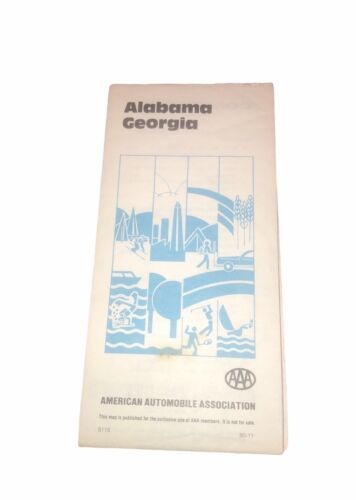 Alabama
Georgia
AAA
AMERICAN AUTOMOBILE ASSOCIATION
This map is published for the exclusive use of AAA members. It is not for sale.